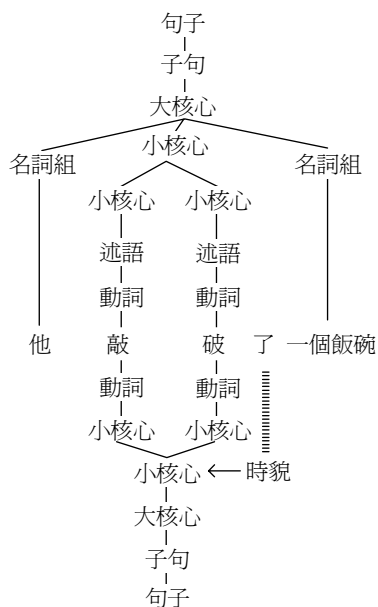 句子
子句
大核心
名詞組 小核心 名詞組
小核心 小核心
述語 述語
動詞 動詞
他 敲 破 了 一個飯碗
動詞 動詞
小核心 小核心
小核心 時貌
大核心
子句
句子